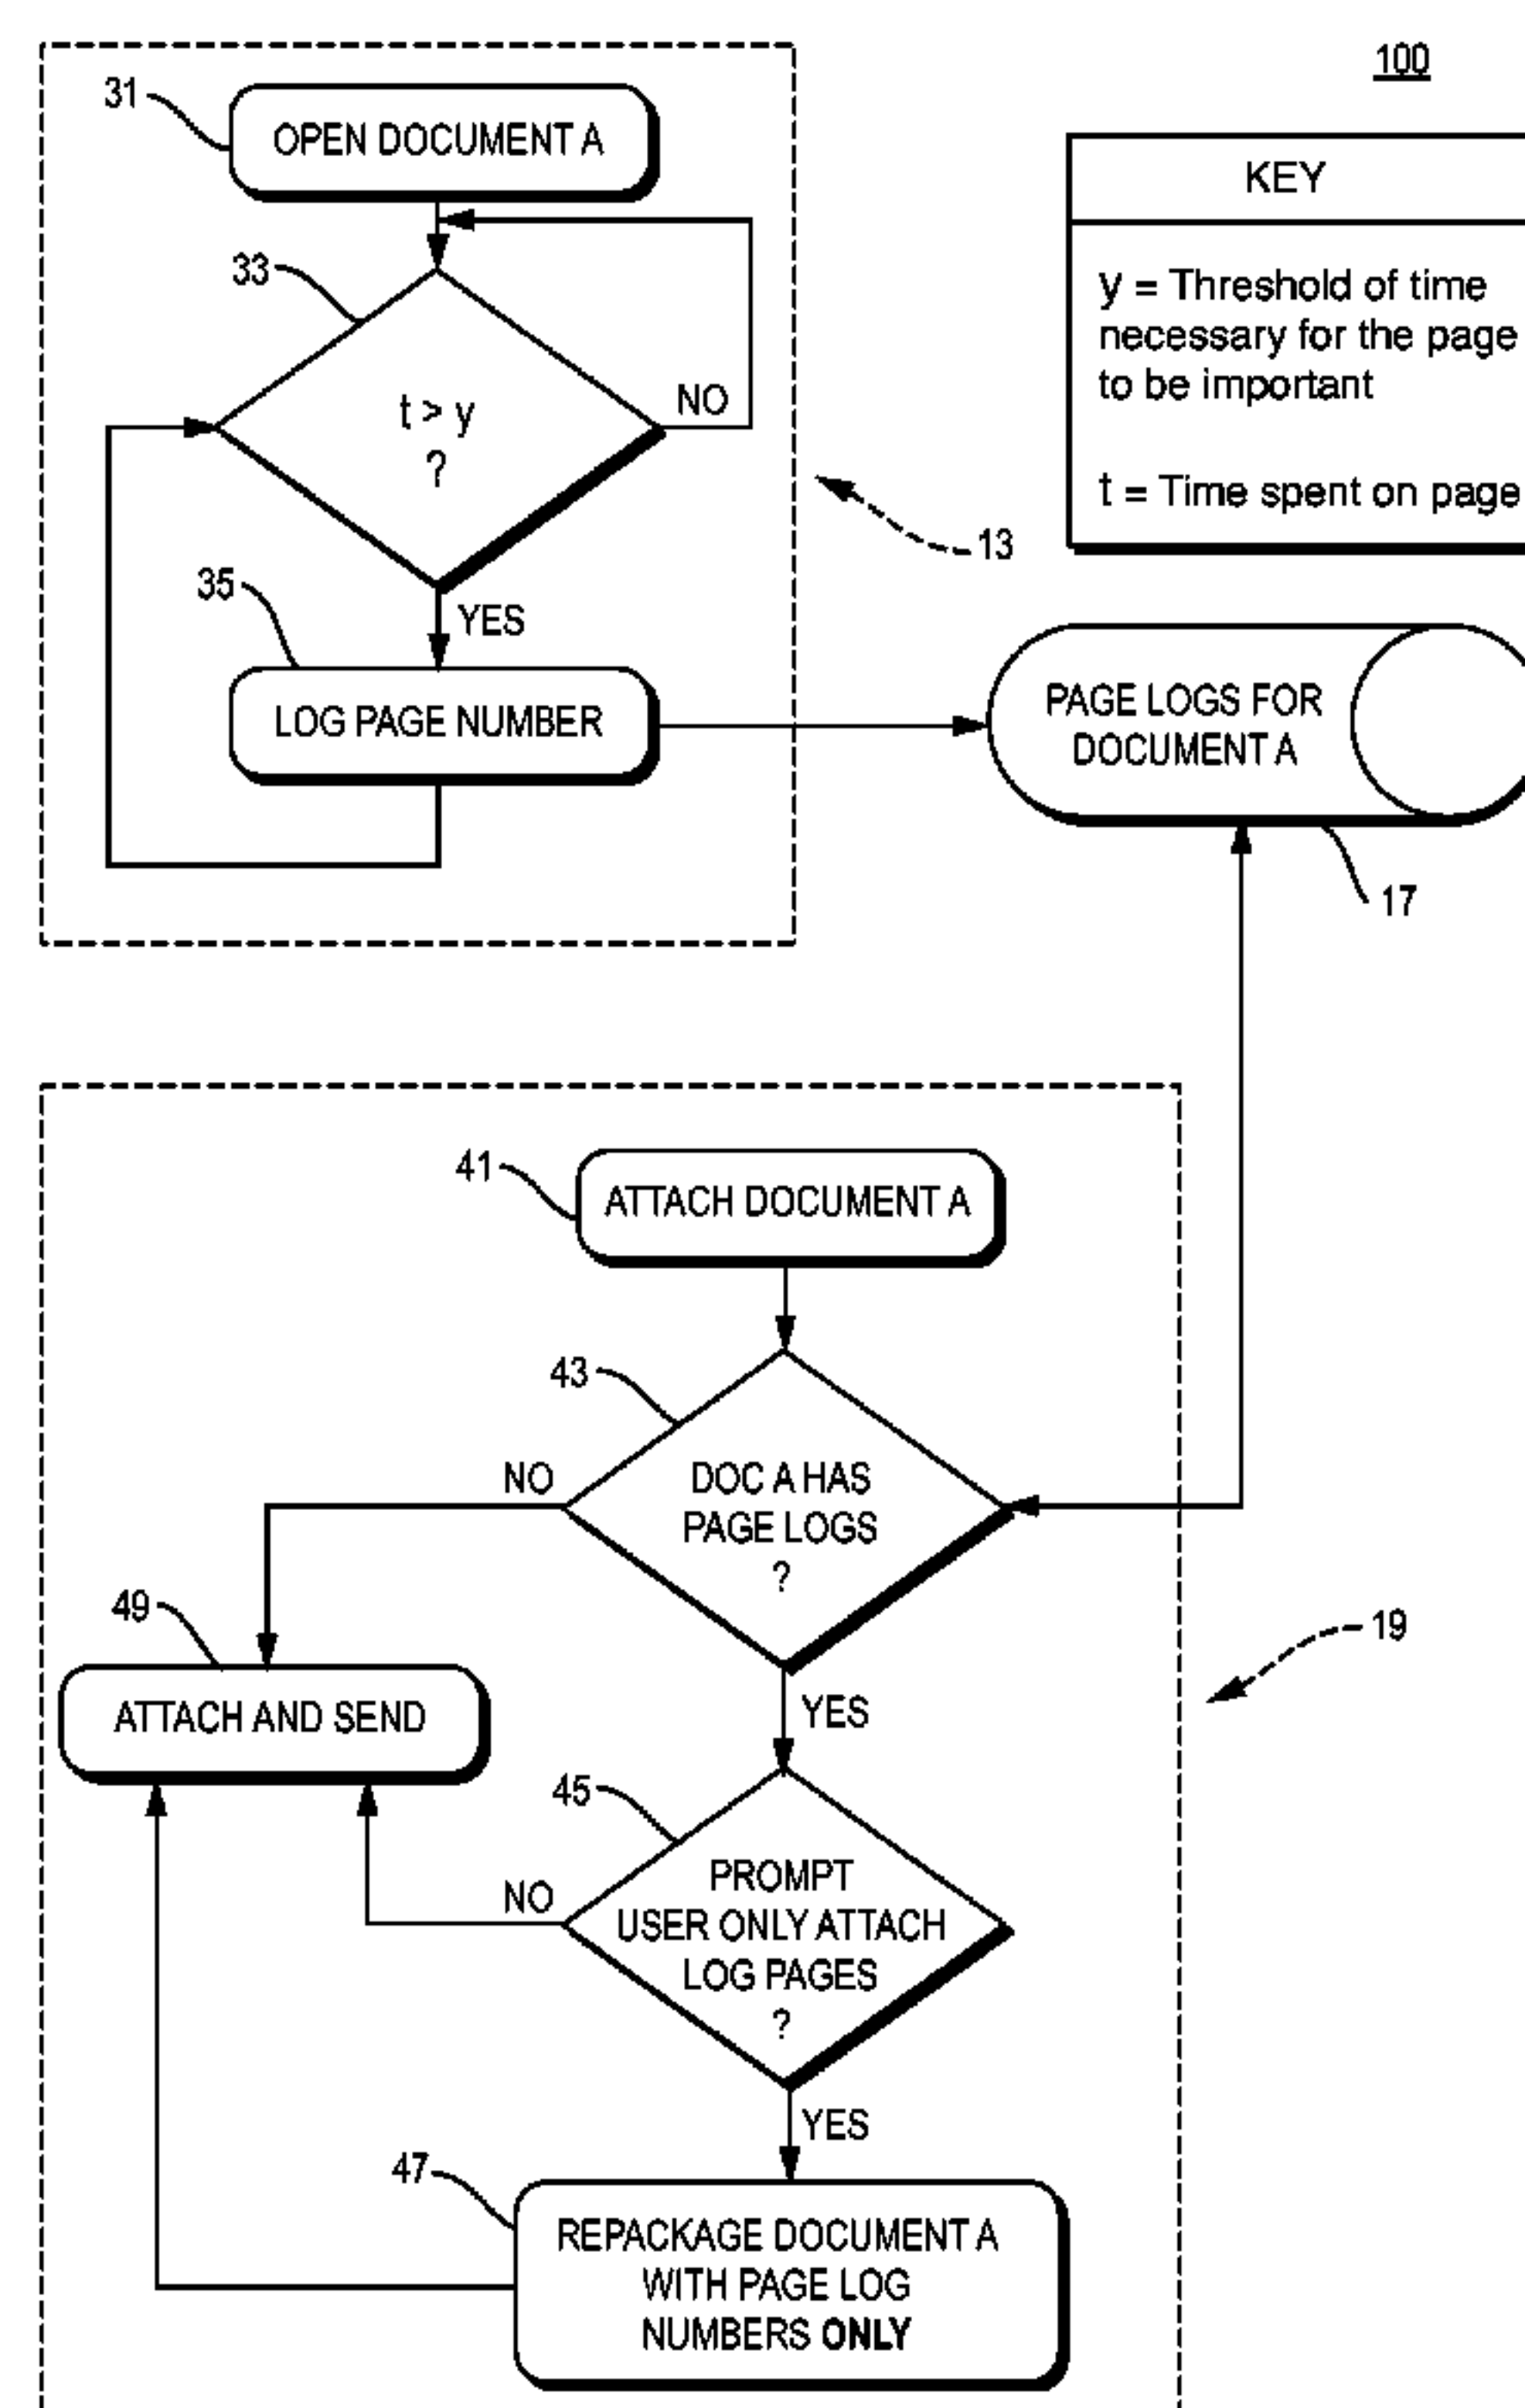 100
31
OPEN DOCUMENT A
KEY
y = Threshold of time
necessary for the page
to be important
t = Time spent on page
33
t > y
?
NO
13
35
YES
LOG PAGE NUMBER
PAGE LOGS FOR
DOCUMENT A
17
41
ATTACH DOCUMENT A
43
NO
DOC A HAS
PAGE LOGS
?
49
19
ATTACH AND SEND
YES
45
NO
PROMPT
USER ONLY ATTACH
LOG PAGES
?
YES
47
REPACKAGE DOCUMENT A
WITH PAGE LOG
NUMBERS ONLY